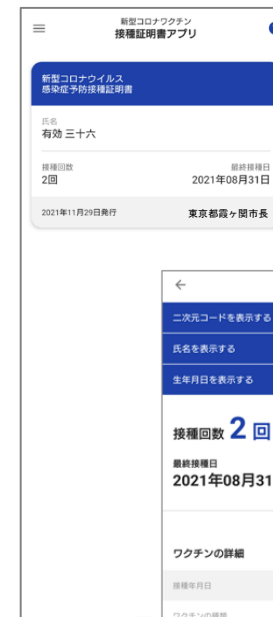 新型コロナワクチン
接種証明書アプリ
新型コロナウイルス
感染症予防接種証明書
氏名
有効 三十六
接種回数
最終接種日
2回
2021年08月31日
2021年11月29日発行
東京都霞ヶ関市長
二次元コードを表示する
氏名を表示する
生年月日を表示する
接種回数 2 回
最終接種日
2021年08月31
ワクチンの詳細
接種年月日
ワクチンの種類